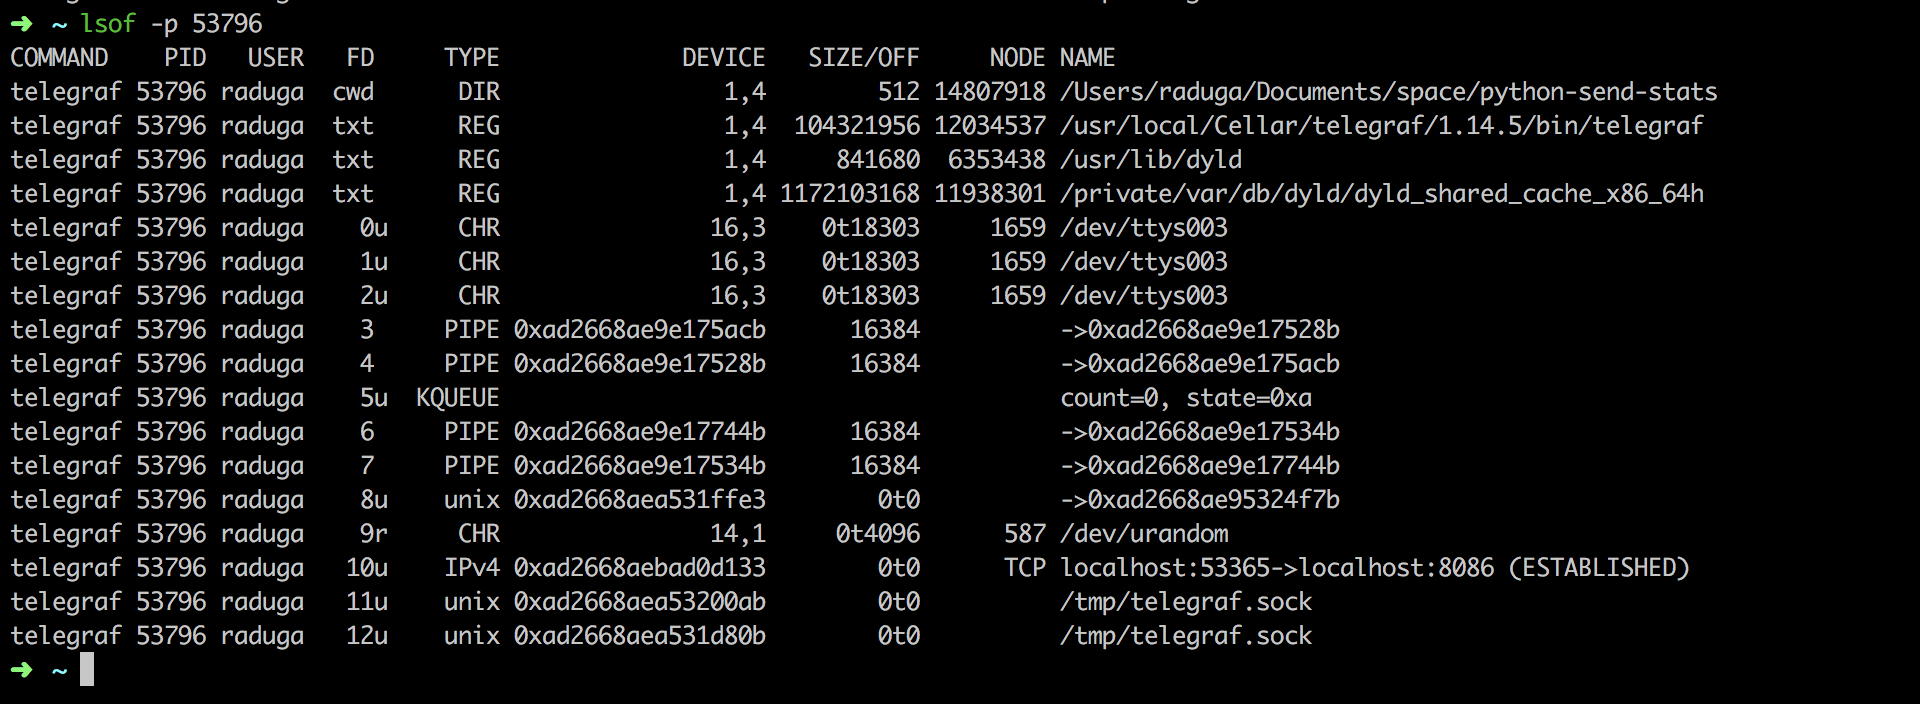 ➜ ~ lsof -p 53796
COMMAND PID USER FD TYPE DEVICE SIZE/OFF NODE NAME
telegraf 53796 raduga cwd DIR 1,4 512 14807918 /Users/raduga/Documents/space/python-send-stats
telegraf 53796 raduga txt REG 1,4 104321956 12034537 /usr/local/Cellar/telegraf/1.14.5/bin/telegraf
telegraf 53796 raduga txt REG 1,4 841680 6353438 /usr/lib/dyld
telegraf 53796 raduga txt REG 1,4 1172103168 11938301 /private/var/db/dyld/dyld_shared_cache_x86_64h
telegraf 53796 raduga 0u CHR 16,3 0t18303 1659 /dev/ttys003
telegraf 53796 raduga 1u CHR 16,3 0t18303 1659 /dev/ttys003
telegraf 53796 raduga 2u CHR 16,3 0t18303 1659 /dev/ttys003
telegraf 53796 raduga 3 PIPE 0xad2668ae9e175acb 16384 ->0xad2668ae9e17528b
telegraf 53796 raduga 4 PIPE 0xad2668ae9e17528b 16384 ->0xad2668ae9e175acb
telegraf 53796 raduga 5u KQUEUE count=0, state=0xa
telegraf 53796 raduga 6 PIPE 0xad2668ae9e17744b 16384 ->0xad2668ae9e17534b
telegraf 53796 raduga 7 PIPE 0xad2668ae9e17534b 16384 ->0xad2668ae9e17744b
telegraf 53796 raduga 8u unix 0xad2668aea531ffe3 0t0 ->0xad2668ae95324f7b
telegraf 53796 raduga 9r CHR 14,1 0t4096 587 /dev/urandom
telegraf 53796 raduga 10u IPv4 0xad2668aebad0d133 0t0 TCP localhost:53365->localhost:8086 (ESTABLISHED)
telegraf 53796 raduga 11u unix 0xad2668aea53200ab 0t0 /tmp/telegraf.sock
telegraf 53796 raduga 12u unix 0xad2668aea531d80b 0t0 /tmp/telegraf.sock
➜ ~